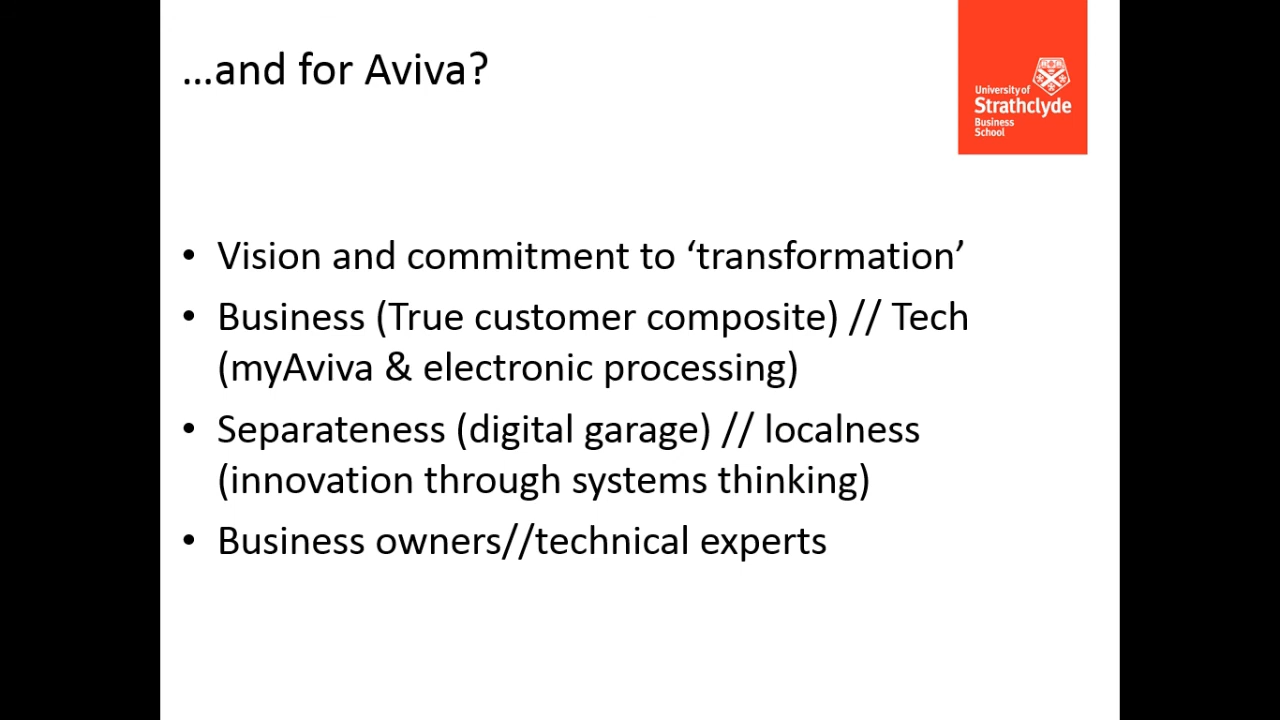 ...and for Aviva?
University of
Strathclyde
Business
School
• Vision and commitment to ‘transformation’
• Business (True customer composite) // Tech
(myAviva & electronic processing)
• Separateness (digital garage) // localness
(innovation through systems thinking)
• Business owners//technical experts